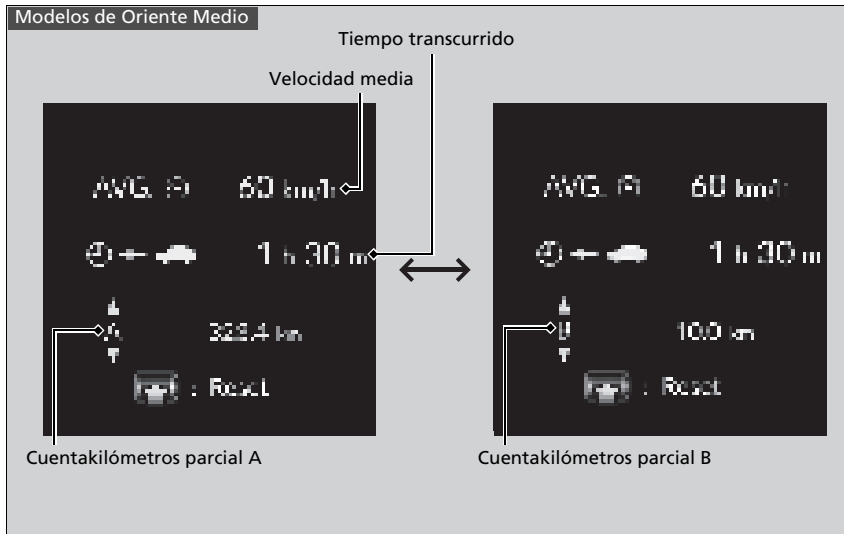 Modelos de Oriente Medio
Tiempo transcurrido
Velocidad media
AVG. 60 km/h
1 h 30 m
A 328.4 km
: Reset
AVG. 60 km/h
1 h 30 m
B 10.0 km
: Reset
Cuentakilómetros parcial A
Cuentakilómetros parcial B